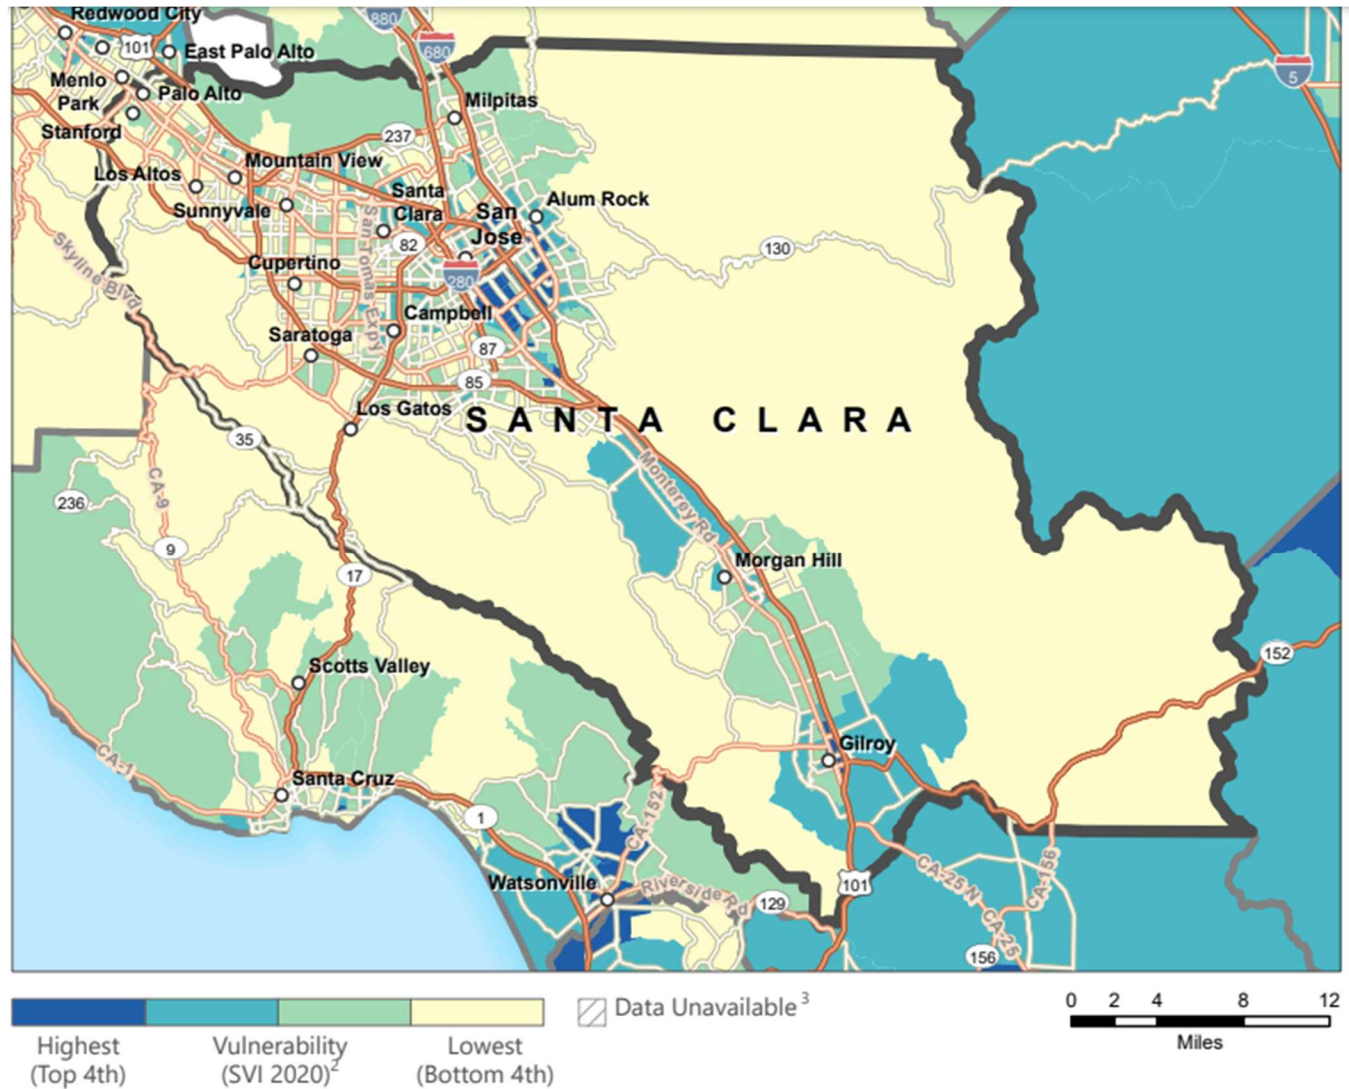 Redwood City
880
680
101
East Palo Alto
5
Menlo
Park
Palo Alto
Milpitas
Stanford
237
Mountain View
Los Altos
Santa
Clara
Alum Rock
Sunnyvale
San
Jose
San Tomas Expy
82
130
Skyline Blvd
Cupertino
280
Campbell
Saratoga
87
85
Los Gatos
SANTA CLARA
35
Monterey Rd
CA-9
236
9
Morgan Hill
17
152
Scotts Valley
Gilroy
CA-1
Santa Cruz
1
CA-152
CA-156
Watsonville
Riverside Rd
129
101
CA-25 N
CA-25
156
Data Unavailable 3
0 2 4 8 12
Miles
Highest
(Top 4th)
Vulnerability
(SVI 2020)2
Lowest
(Bottom 4th)